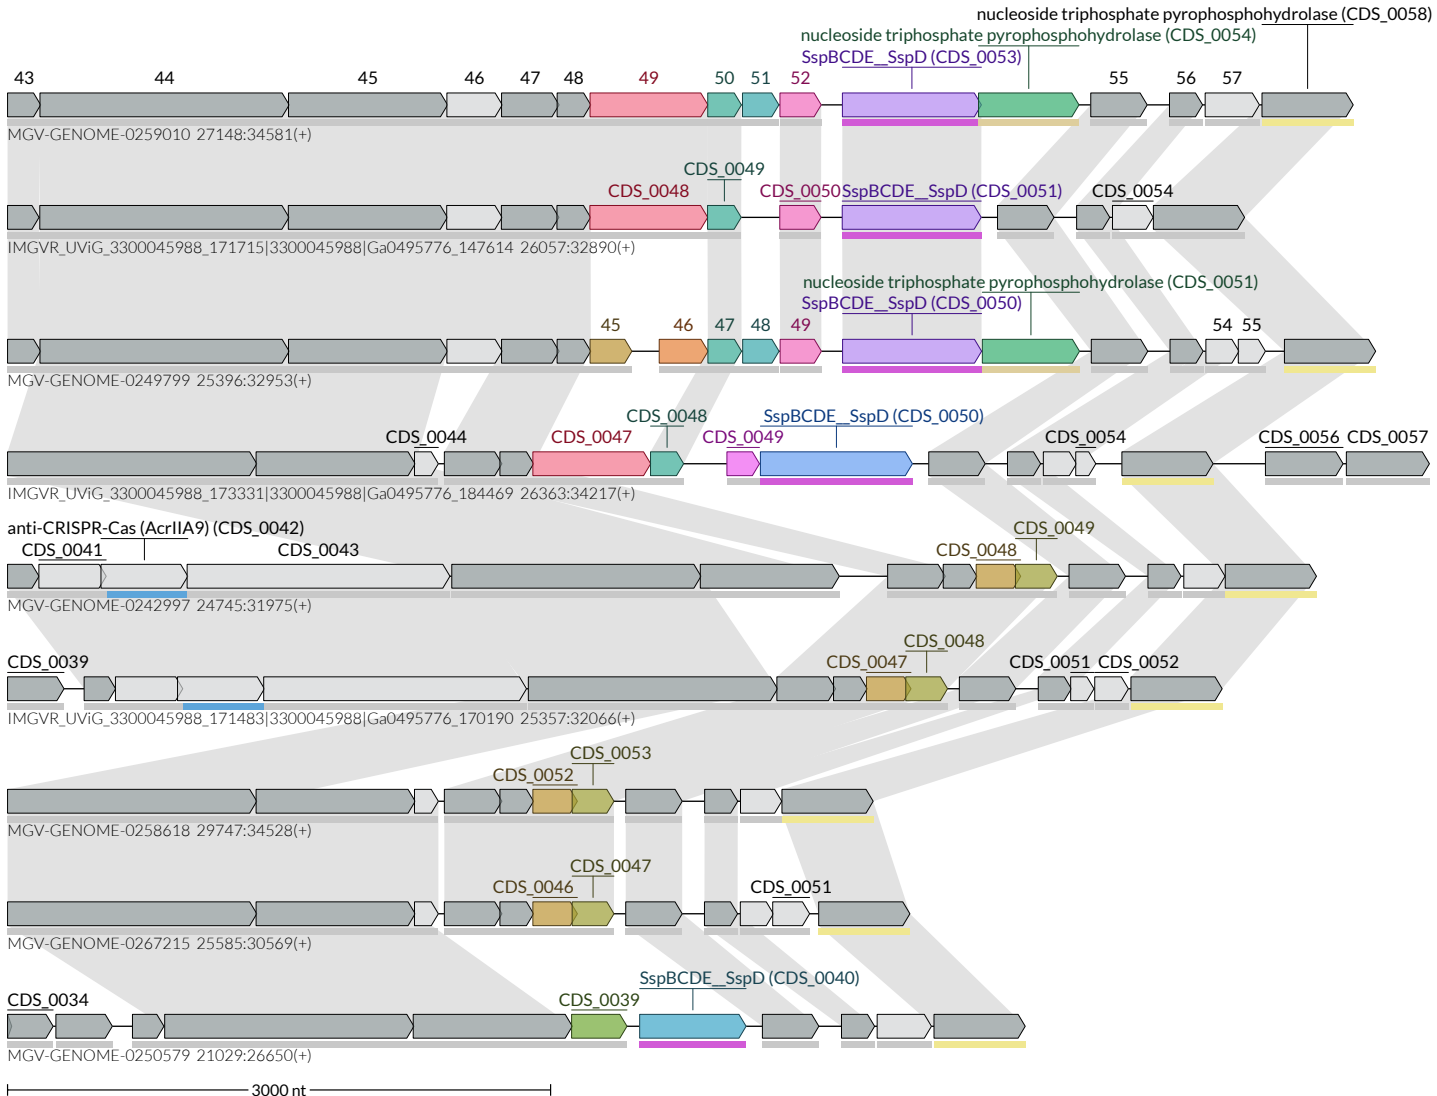 nucleoside triphosphate pyrophosphohydrolase (CDS_0058)
nucleoside triphosphate pyrophosphohydrolase (CDS_0054)
SspBCDE__SspD (CDS_0053)
43 44 45 46 47 48 49 50 51 52 55 56 57
MGV-GENOME-0259010 27148:34581(+)
CDS_0049
CDS_0048 CDS_0050 SspBCDE__SspD (CDS_0051) CDS_0054
IMGVR_UViG_3300045988_171715|3300045988|Ga0495776_147614 26057:32890(+)
nucleoside triphosphate pyrophosphohydrolase (CDS_0051)
SspBCDE__SspD (CDS_0050)
45 46 47 48 49 54 55
MGV-GENOME-0249799 25396:32953(+)
CDS_0048 SspBCDE__SspD (CDS_0050)
CDS_0044 CDS_0047 CDS_0049 CDS_0054 CDS_0056 CDS_0057
IMGVR_UViG_3300045988_173331|3300045988|Ga0495776_184469 26363:34217(+)
anti-CRISPR-Cas (AcrIIA9) (CDS_0042) CDS_0049
CDS_0041 CDS_0043 CDS_0048
MGV-GENOME-0242997 24745:31975(+)
CDS_0048
CDS_0039 CDS_0047 CDS_0051 CDS_0052
IMGVR_UViG_3300045988_171483|3300045988|Ga0495776_170190 25357:32066(+)
CDS_0053
CDS_0052
MGV-GENOME-0258618 29747:34528(+)
CDS_0047
CDS_0046 CDS_0051
MGV-GENOME-0267215 25585:30569(+)
SspBCDE__SspD (CDS_0040)
CDS_0034 CDS_0039
MGV-GENOME-0250579 21029:26650(+)
3000 nt